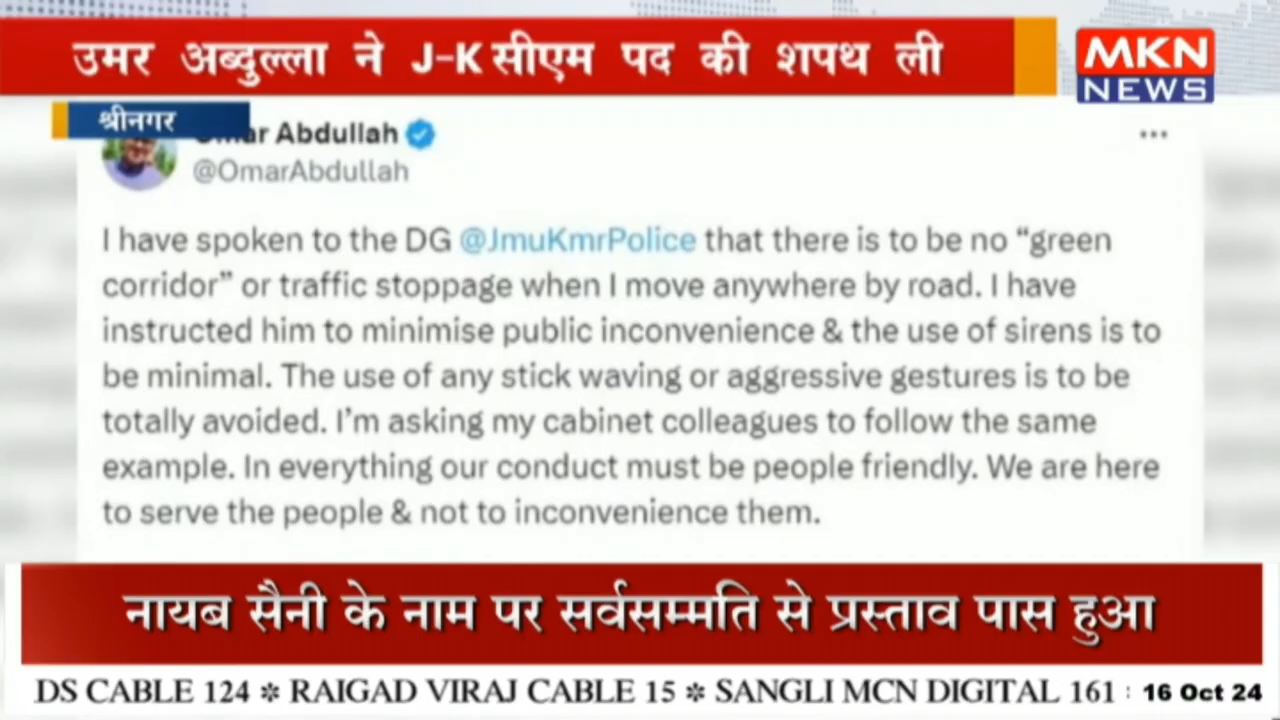 उमर अब्दुल्ला ने J-K सीएम पद की शपथ ली
MKN
NEWS
श्रीनगर
Omar Abdullah
@OmarAbdullah
I have spoken to the DG @JmuKmrPolice that there is to be no “green
corridor” or traffic stoppage when I move anywhere by road. I have
instructed him to minimise public inconvenience & the use of sirens is to
be minimal. The use of any stick waving or aggressive gestures is to be
totally avoided. I’m asking my cabinet colleagues to follow the same
example. In everything our conduct must be people friendly. We are here
to serve the people & not to inconvenience them.
नायब सैनी के नाम पर सर्वसम्मति से प्रस्ताव पास हुआ
DS CABLE 124 ✲ RAIGAD VIRAJ CABLE 15 ✲ SANGLI MCN DIGITAL 161 : 16 Oct 24